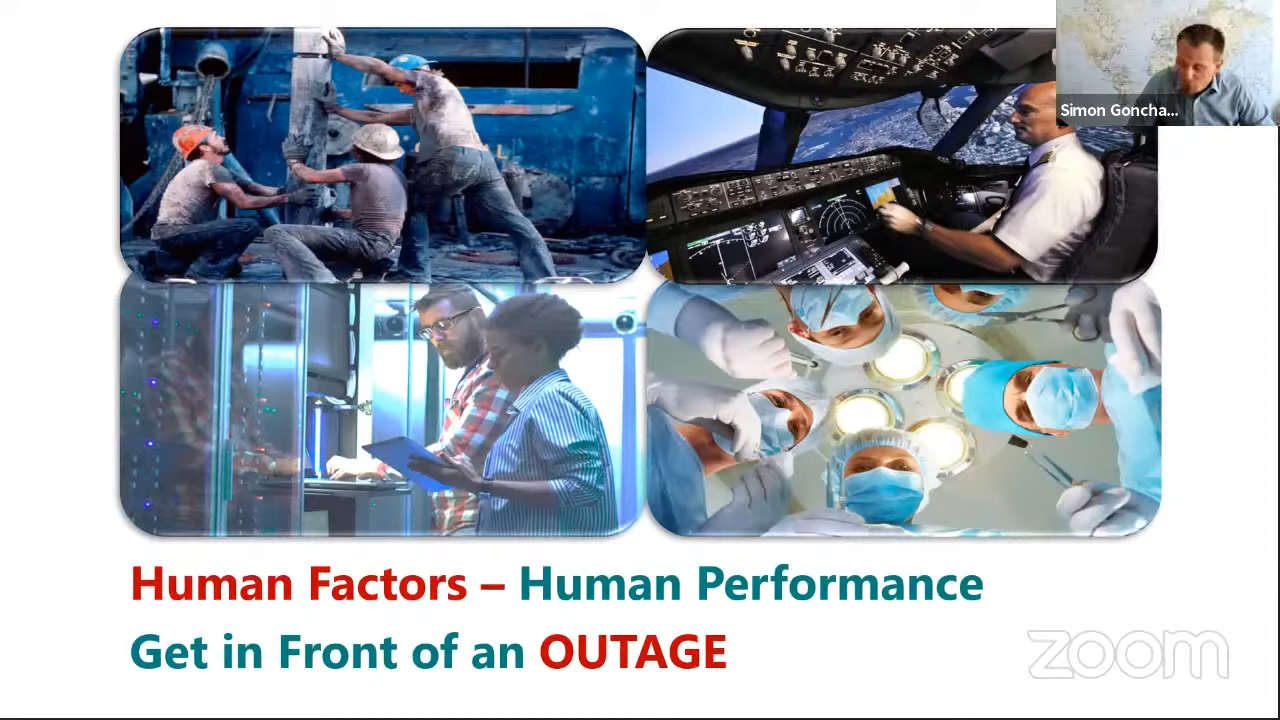 Simon Goncha...
Human Factors – Human Performance
Get in Front of an OUTAGE
zoom